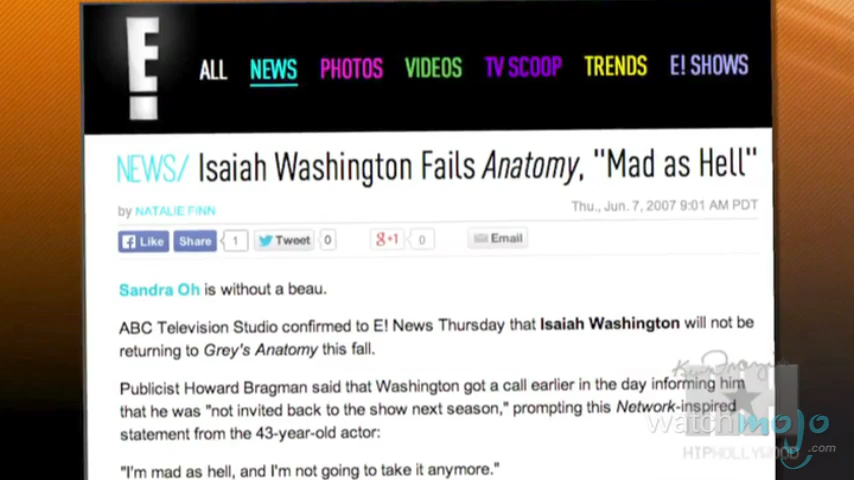 E!
ALL NEWS PHOTOS VIDEOS TV SCOOP TRENDS E! SHOWS
NEWS/ Isaiah Washington Fails Anatomy, "Mad as Hell"
by NATALIE FINN Thu., Jun. 7, 2007 9:01 AM PDT
Like Share 1 Tweet 0 g+1 0 Email
Sandra Oh is without a beau.
ABC Television Studio confirmed to E! News Thursday that Isaiah Washington will not be
returning to Grey's Anatomy this fall.
Publicist Howard Bragman said that Washington got a call earlier in the day informing him
that he was "not invited back to the show next season," prompting this Network-inspired
statement from the 43-year-old actor:
"I'm mad as hell, and I'm not going to take it anymore."
watchmojo
.com
HIPHOLLYWOOD